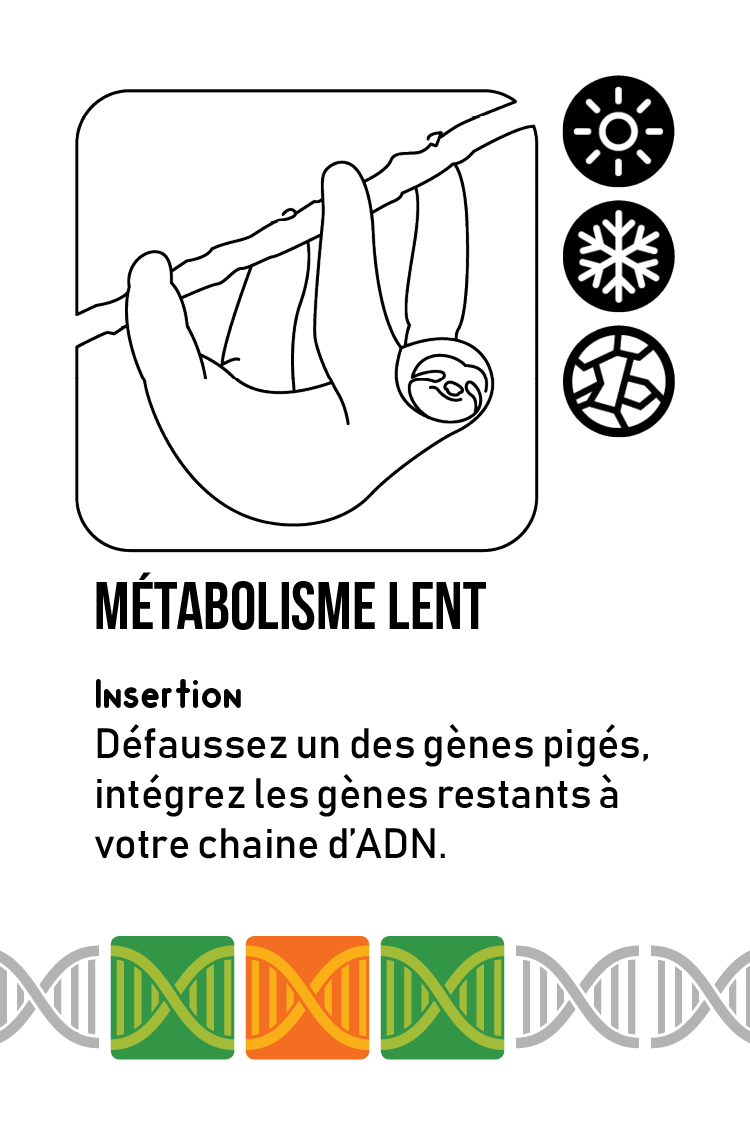 MÉTABOLISME LENT
Insertion
Défaussez un des gènes pigés,
intégrez les gènes restants à
votre chaine d’ADN.